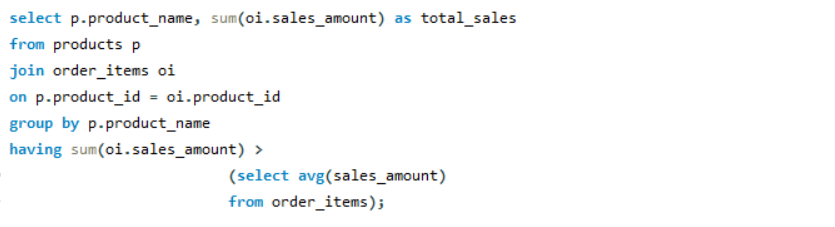 select p.product_name, sum(oi.sales_amount) as total_sales
from products p
join order_items oi
on p.product_id = oi.product_id
group by p.product_name
having sum(oi.sales_amount) >
(select avg(sales_amount)
from order_items);